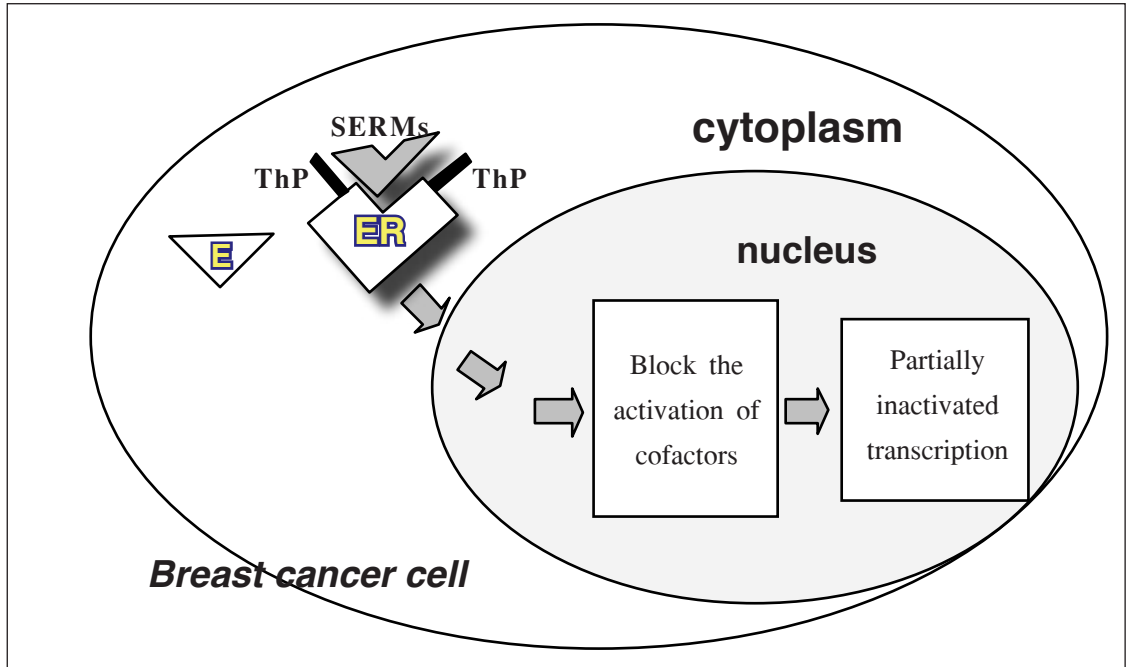 SERMs
cytoplasm
ThP
ThP
ER
E
nucleus
Block the
activation of
cofactors
Partially
inactivated
transcription
Breast cancer cell